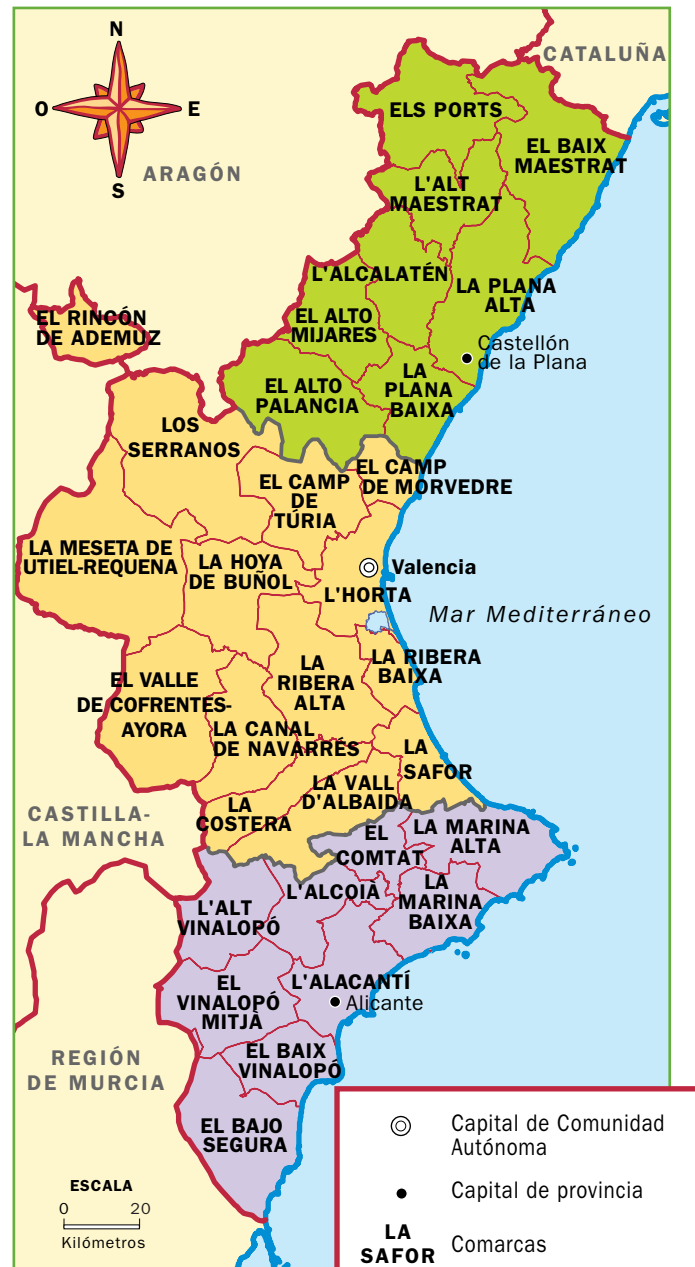 N
O
E
S
CATALUÑA
ARAGÓN
ELS PORTS
EL BAIX
MAESTRAT
L'ALT
MAESTRAT
L'ALCALATÉN
LA PLANA
ALTA
EL RINCÓN
DE ADEMUZ
EL ALTO
MIJARES
Castellón
de la Plana
EL ALTO
PALANCIA
LA
PLANA
BAIXA
LOS
SERRANOS
EL CAMP
DE MORVEDRE
EL CAMP
DE
TÚRIA
LA MESETA DE
UTIEL-REQUENA
LA HOYA
DE BUÑOL
Valencia
L'HORTA
Mar Mediterráneo
EL VALLE
DE COFRENTES-
AYORA
LA
RIBERA
ALTA
LA RIBERA
BAIXA
LA CANAL
DE NAVARRÉS
LA
SAFOR
LA VALL
D'ALBAIDA
LA
COSTERA
CASTILLA-
LA MANCHA
EL
COMTAT
LA MARINA
ALTA
L'ALCOIÀ
LA
MARINA
BAIXA
L'ALT
VINALOPÓ
EL
VINALOPÓ
MITJÀ
L'ALACANTÍ
Alicante
REGIÓN
DE MURCIA
EL BAIX
VINALOPÓ
EL BAJO
SEGURA
ESCALA
0 20
Kilómetros
Capital de Comunidad
Autónoma
Capital de provincia
LA
SAFOR
Comarcas